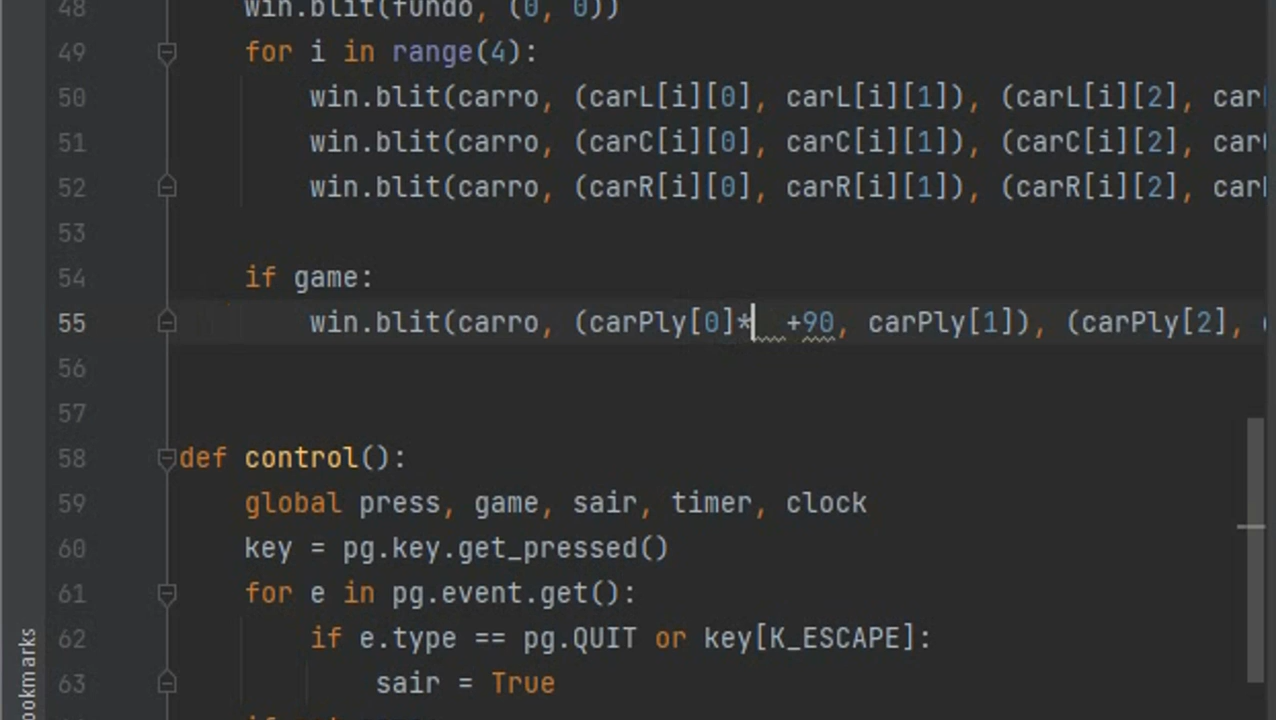 48 win.blit(fundo, (0, 0))
49 for i in range(4):
50 win.blit(carro, (carL[i][0], carL[i][1]), (carL[i][2], car
51 win.blit(carro, (carC[i][0], carC[i][1]), (carC[i][2], car
52 win.blit(carro, (carR[i][0], carR[i][1]), (carR[i][2], car
53
54 if game:
55 win.blit(carro, (carPly[0]*  +90, carPly[1]), (carPly[2],
56
57
58 def control():
59 global press, game, sair, timer, clock
60 key = pg.key.get_pressed()
61 for e in pg.event.get():
62 if e.type == pg.QUIT or key[K_ESCAPE]:
63 sair = True
ookmarks